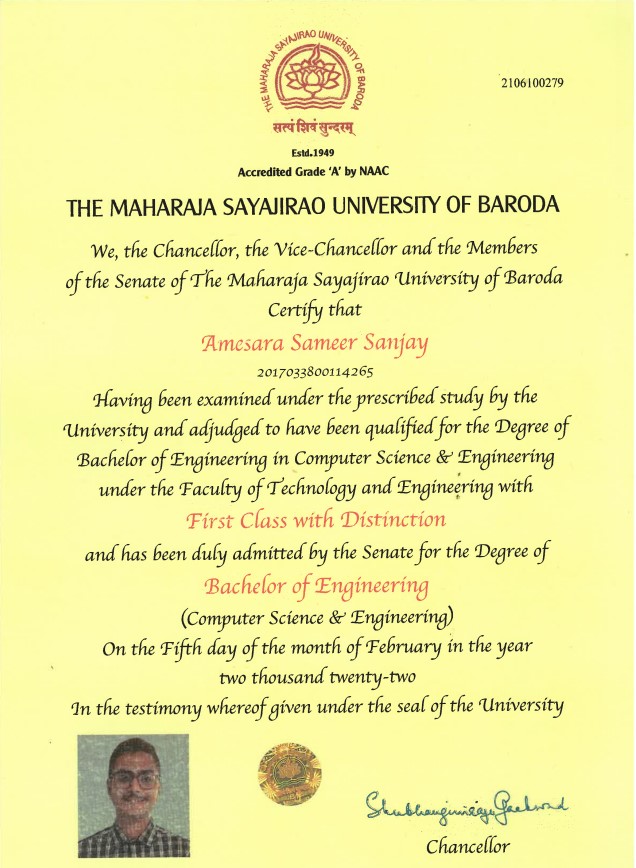 THE MAHARAJA SAYAJIRAO UNIVERSITY OF BARODA
सत्यं शिवं सुन्दरम्
2106100279
Estd.1949
Accredited Grade ‘A’ by NAAC
THE MAHARAJA SAYAJIRAO UNIVERSITY OF BARODA
We, the Chancellor, the Vice-Chancellor and the Members
of the Senate of The Maharaja Sayajirao University of Baroda
Certify that
Amesara Sameer Sanjay
2017033800114265
Having been examined under the prescribed study by the
University and adjudged to have been qualified for the Degree of
Bachelor of Engineering in Computer Science & Engineering
under the Faculty of Technology and Engineering with
First Class with Distinction
and has been duly admitted by the Senate for the Degree of
Bachelor of Engineering
(Computer Science & Engineering)
On the Fifth day of the month of February in the year
two thousand twenty-two
In the testimony whereof given under the seal of the University
Chancellor